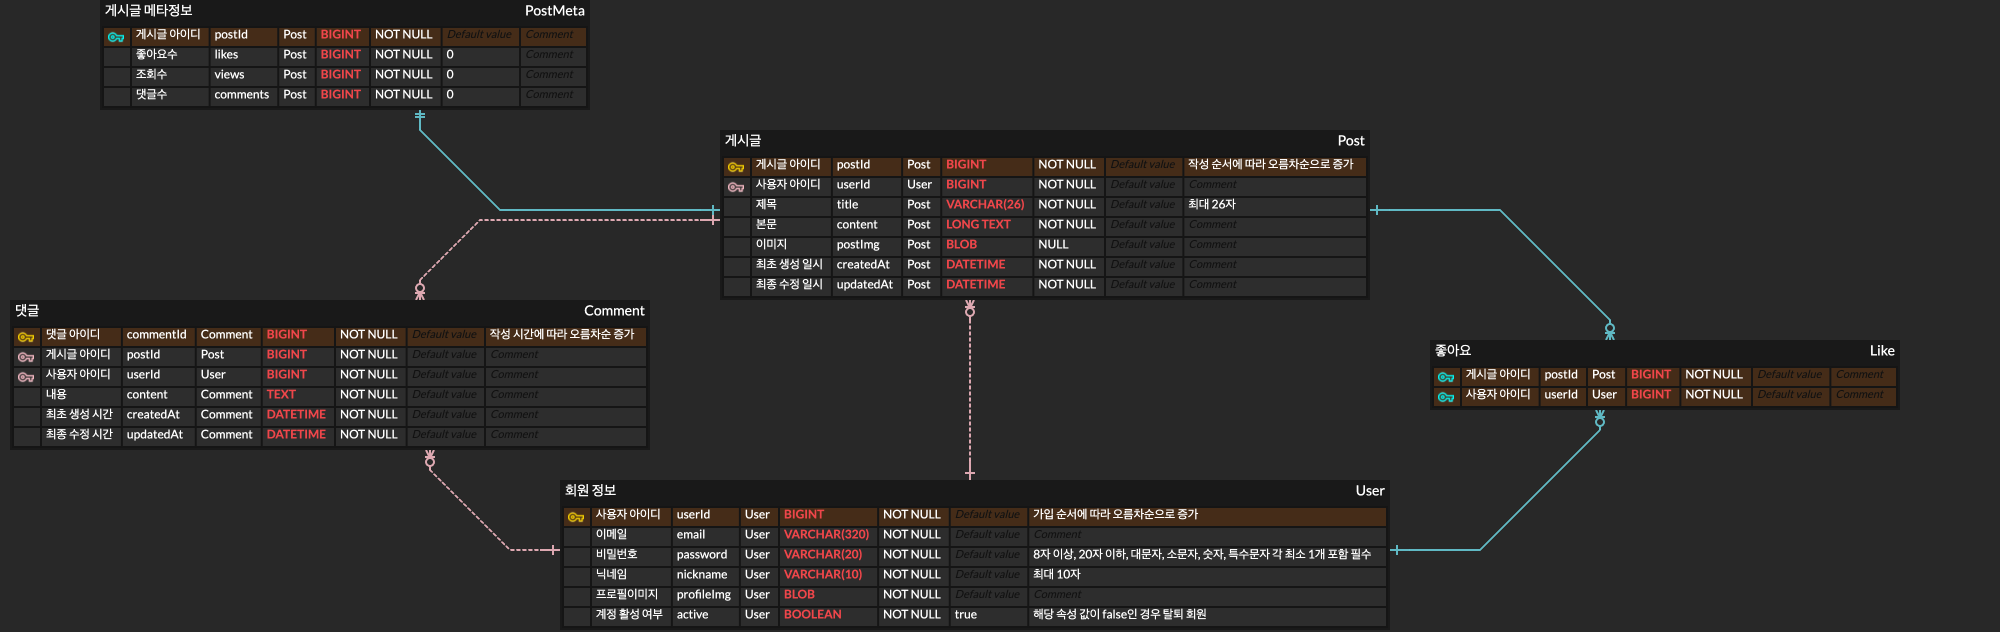 게시글 메타정보 PostMeta
게시글 아이디 postId Post BIGINT NOT NULL Default value Comment
좋아요수 likes Post BIGINT NOT NULL 0 Comment
조회수 views Post BIGINT NOT NULL 0 Comment
댓글수 comments Post BIGINT NOT NULL 0 Comment
게시글 Post
게시글 아이디 postId Post BIGINT NOT NULL Default value 작성 순서에 따라 오름차순으로 증가
사용자 아이디 userId User BIGINT NOT NULL Default value Comment
제목 title Post VARCHAR(26) NOT NULL Default value 최대 26자
본문 content Post LONG TEXT NOT NULL Default value Comment
이미지 postImg Post BLOB NULL Default value Comment
최초 생성 일시 createdAt Post DATETIME NOT NULL Default value Comment
최종 수정 일시 updatedAt Post DATETIME NOT NULL Default value Comment
댓글 Comment
댓글 아이디 commentId Comment BIGINT NOT NULL Default value 작성 시간에 따라 오름차순 증가
게시글 아이디 postId Post BIGINT NOT NULL Default value Comment
사용자 아이디 userId User BIGINT NOT NULL Default value Comment
내용 content Comment TEXT NOT NULL Default value Comment
최초 생성 시간 createdAt Comment DATETIME NOT NULL Default value Comment
최종 수정 시간 updatedAt Comment DATETIME NOT NULL Default value Comment
좋아요 Like
게시글 아이디 postId Post BIGINT NOT NULL Default value Comment
사용자 아이디 userId User BIGINT NOT NULL Default value Comment
회원 정보 User
사용자 아이디 userId User BIGINT NOT NULL Default value 가입 순서에 따라 오름차순으로 증가
이메일 email User VARCHAR(320) NOT NULL Default value Comment
비밀번호 password User VARCHAR(20) NOT NULL Default value 8자 이상, 20자 이하, 대문자, 소문자, 숫자, 특수문자 각 최소 1개 포함 필수
닉네임 nickname User VARCHAR(10) NOT NULL Default value 최대 10자
프로필이미지 profileImg User BLOB NOT NULL Default value Comment
계정 활성 여부 active User BOOLEAN NOT NULL true 해당 속성 값이 false인 경우 탈퇴 회원